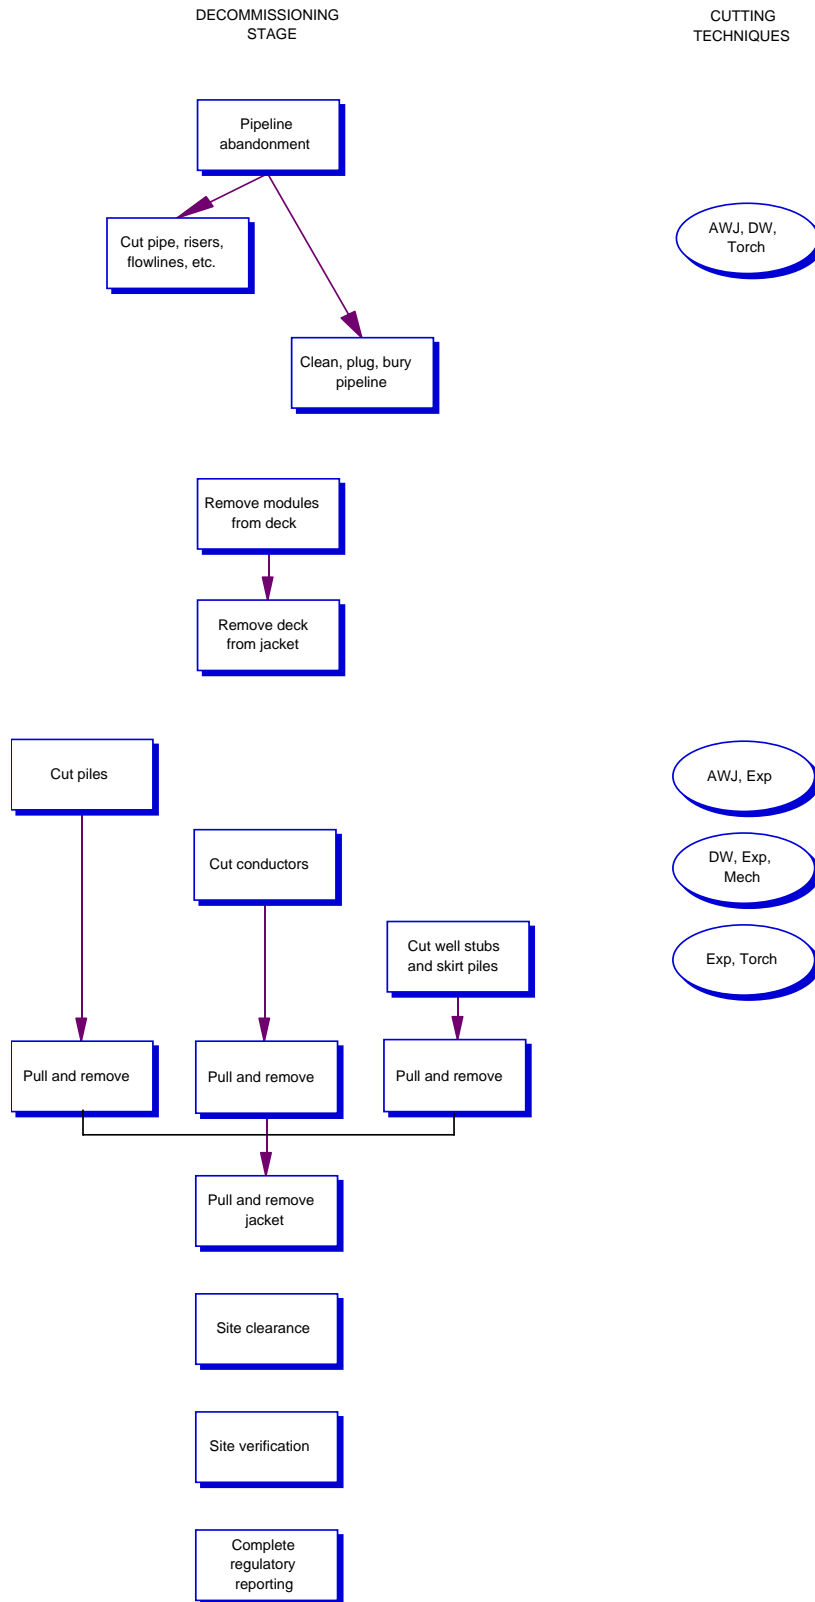 DECOMMISSIONING
STAGE
CUTTING
TECHNIQUES
Pipeline
abandonment
Cut pipe, risers,
flowlines, etc.
AWJ, DW,
Torch
Clean, plug, bury
pipeline
Remove modules
from deck
Remove deck
from jacket
Cut piles
AWJ, Exp
Cut conductors
DW, Exp,
Mech
Cut well stubs
and skirt piles
Exp, Torch
Pull and remove
Pull and remove
Pull and remove
Pull and remove
jacket
Site clearance
Site verification
Complete
regulatory
reporting